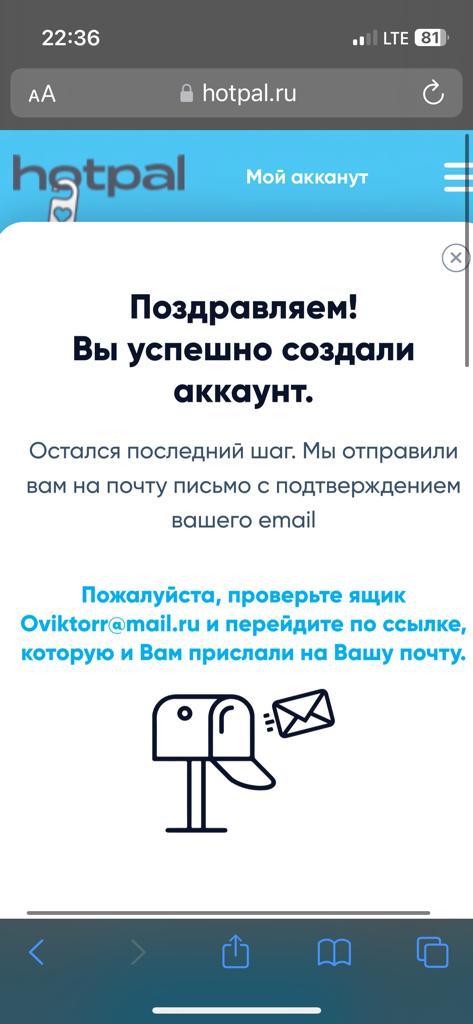 22:36
LTE 81
AA hotpal.ru
hotpal
Мой акканут
Поздравляем!
Вы успешно создали
аккаунт.
Остался последний шаг. Мы отправили
вам на почту письмо с подтверждением
вашего email
Пожалуйста, проверьте ящик
Oviktorr@mail.ru и перейдите по ссылке,
которую и Вам прислали на Вашу почту.